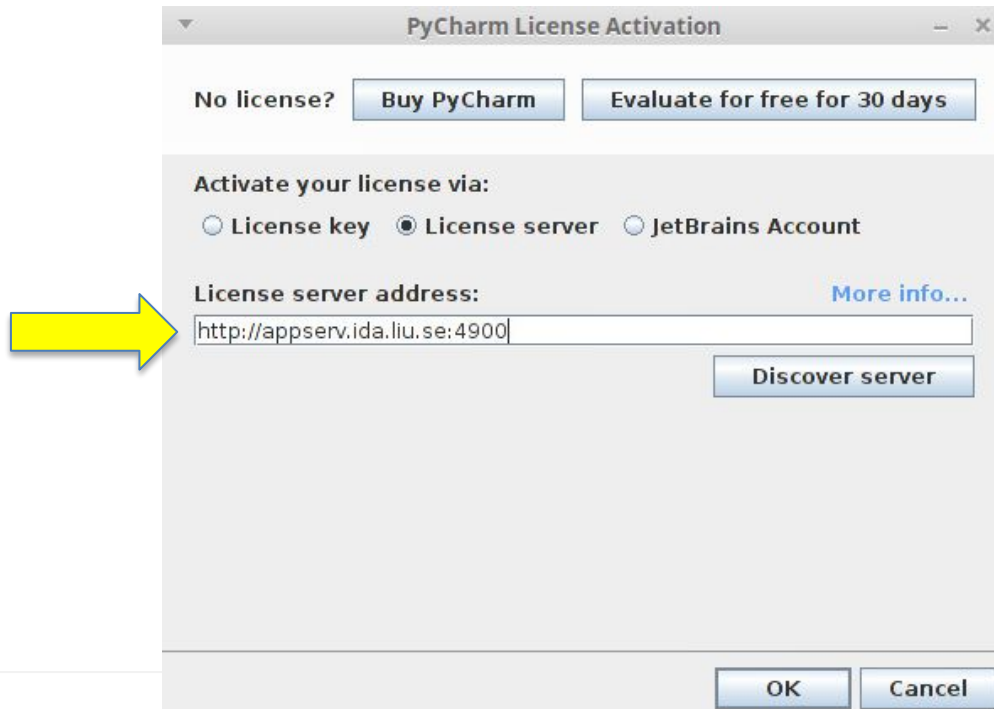 PyCharm License Activation
No license? Buy PyCharm Evaluate for free for 30 days
Activate your license via:
License key License server JetBrains Account
License server address: More info...
http://appserv.ida.liu.se:4900
Discover server
OK Cancel